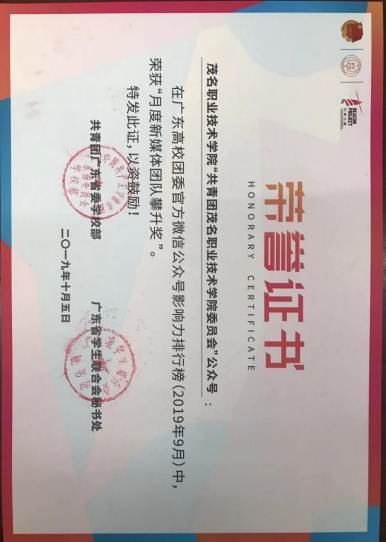 荣誉证书
HONORARY CERTIFICATE
茂名职业技术学院“共青团茂名职业技术学院委员会”公众号：
在广东高校团委官方微信公众号影响力排行榜(2019年9月)中，
荣获“月度新媒体团队攀升奖”。
特发此证，以资鼓励！
共青团广东省委学校部 广东省学生联合会秘书处
二〇一九年十月五日